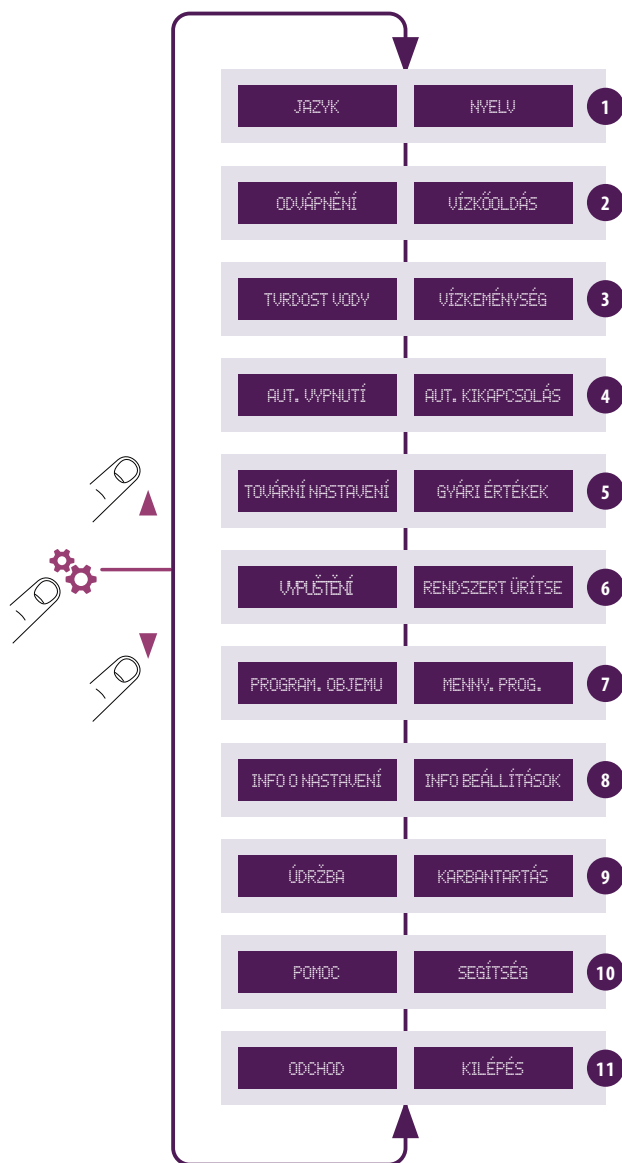 JAZYK NYELV 1
ODVÁPNĚNÍ VÍZKŐOLDÁS 2
TVRDOST VODY VÍZKEMÉNYSÉG 3
AUT. VYPNUTÍ AUT. KIKAPCSOLÁS 4
TOVÁRNÍ NASTAVENÍ GYÁRI ÉRTÉKEK 5
VYPUŠTĚNÍ RENDSZERT ÜRÍTSE 6
PROGRAM. OBJEMU MENNY. PROG. 7
INFO O NASTAVENÍ INFO BEÁLLÍTÁSOK 8
ÚDRŽBA KARBANTARTÁS 9
POMOC SEGÍTSÉG 10
ODCHOD KILÉPÉS 11